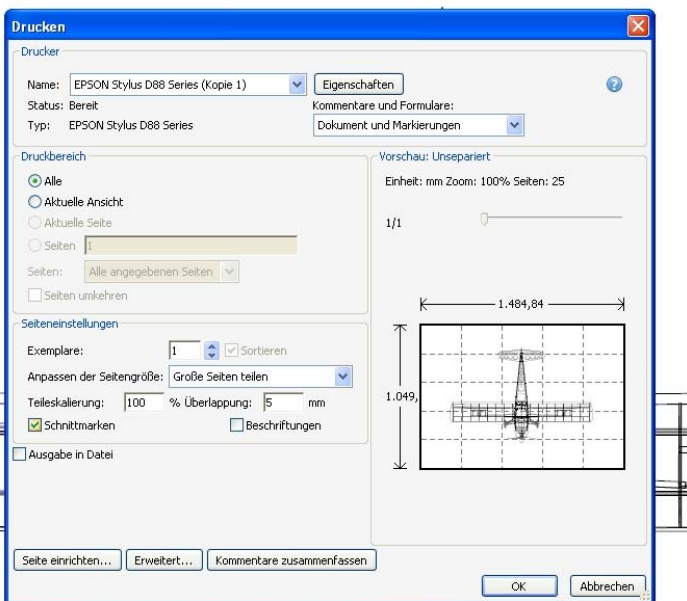 Drucken
Drucker
Name: EPSON Stylus D88 Series (Kopie 1) Eigenschaften
Status: Bereit Kommentare und Formulare:
Typ: EPSON Stylus D88 Series Dokument und Markierungen
Druckbereich
Alle
Aktuelle Ansicht
Aktuelle Seite
Seiten 1
Seiten: Alle angegebenen Seiten
Seiten umkehren
Seiteneinstellungen
Exemplare: 1 Sortieren
Anpassen der Seitengröße: Große Seiten teilen
Teileskalierung: 100 % Überlappung: 5 mm
Schnittmarken Beschriftungen
Ausgabe in Datei
Vorschau: Unsepariert
Einheit: mm Zoom: 100% Seiten: 25
1/1
1.484,84
1.049,
Seite einrichten... Erweitert... Kommentare zusammenfassen
OK Abbrechen